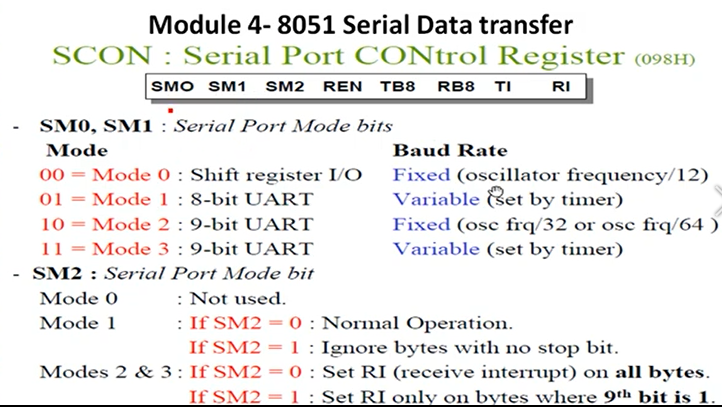 Module 4- 8051 Serial Data transfer
SCON : Serial Port CONtrol Register (098H)
SMO SM1 SM2 REN TB8 RB8 TI RI
- SM0, SM1 : Serial Port Mode bits
Mode Baud Rate
00 = Mode 0 : Shift register I/O Fixed (oscillator frequency/12)
01 = Mode 1 : 8-bit UART Variable (set by timer)
10 = Mode 2 : 9-bit UART Fixed (osc frq/32 or osc frq/64 )
11 = Mode 3 : 9-bit UART Variable (set by timer)
- SM2 : Serial Port Mode bit
Mode 0 : Not used.
Mode 1 : If SM2 = 0 : Normal Operation.
If SM2 = 1 : Ignore bytes with no stop bit.
Modes 2 & 3 : If SM2 = 0 : Set RI (receive interrupt) on all bytes.
If SM2 = 1 : Set RI only on bytes where 9th bit is 1.